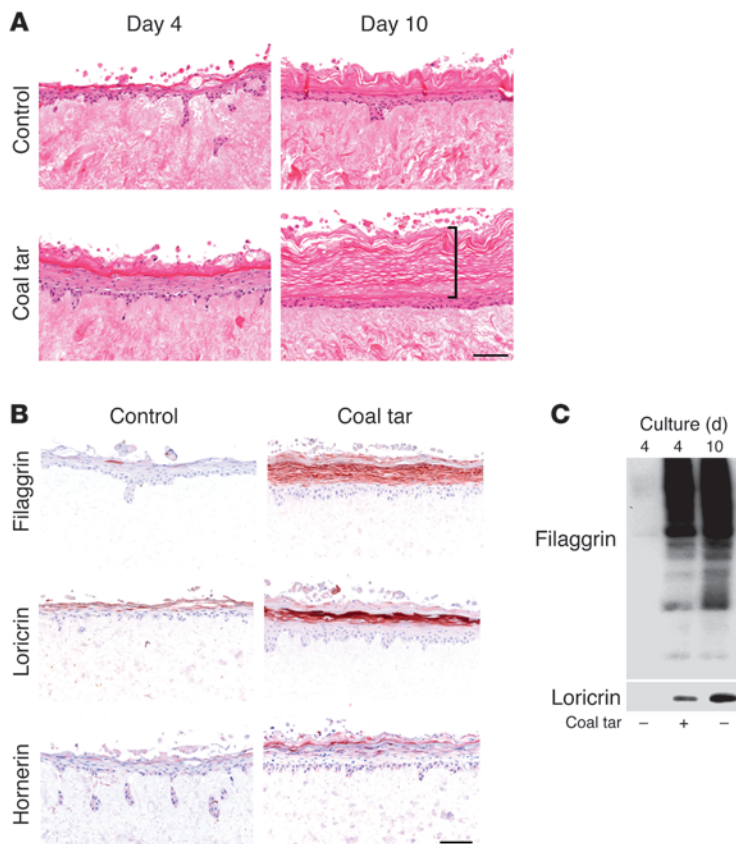 A
Day 4
Day 10
Control
Coal tar
B
Control
Coal tar
Filaggrin
Loricrin
Hornerin
C
Culture (d)
4 4 10
Filaggrin
Loricrin
Coal tar − + −